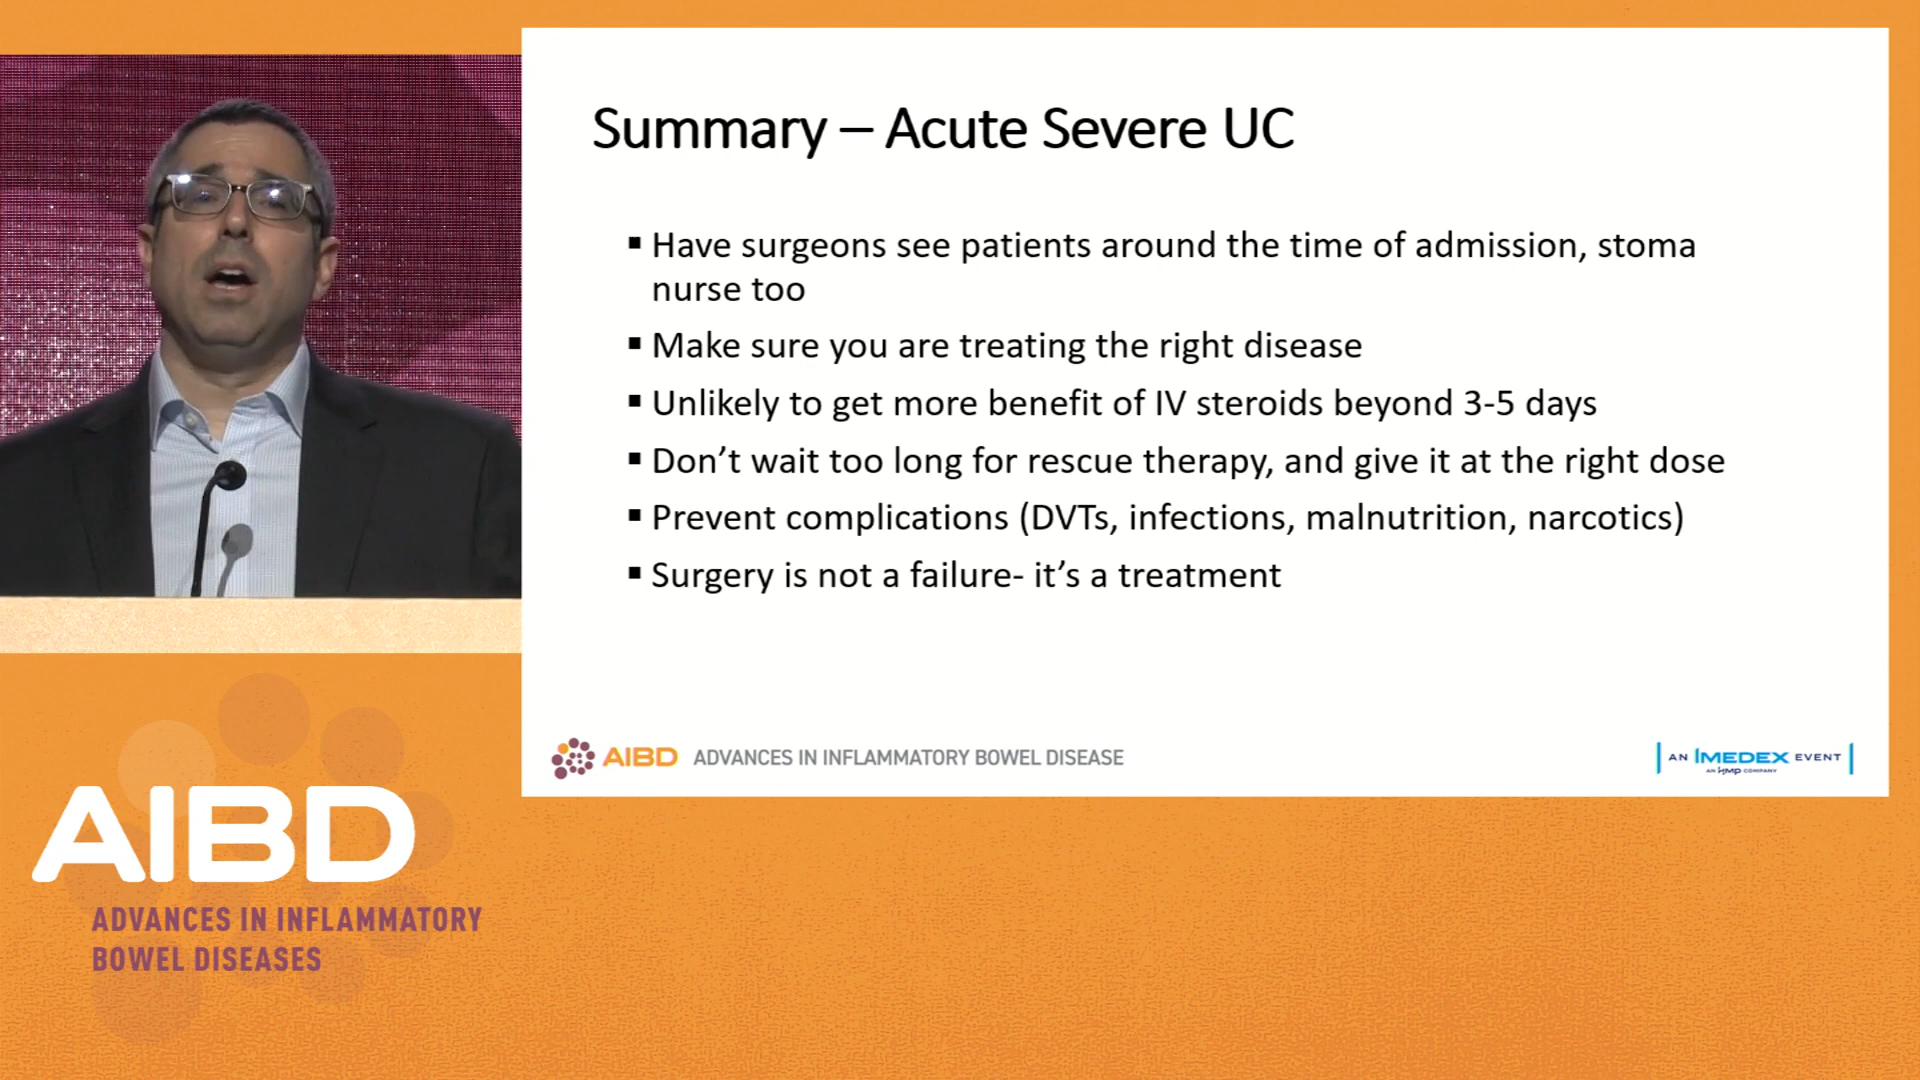 Summary – Acute Severe UC
▪ Have surgeons see patients around the time of admission, stoma
nurse too
▪ Make sure you are treating the right disease
▪ Unlikely to get more benefit of IV steroids beyond 3-5 days
▪ Don’t wait too long for rescue therapy, and give it at the right dose
▪ Prevent complications (DVTs, infections, malnutrition, narcotics)
▪ Surgery is not a failure- it’s a treatment
AIBD ADVANCES IN INFLAMMATORY BOWEL DISEASE
AN IMEDEX EVENT
AN HMP COMPANY
AIBD
ADVANCES IN INFLAMMATORY
BOWEL DISEASES